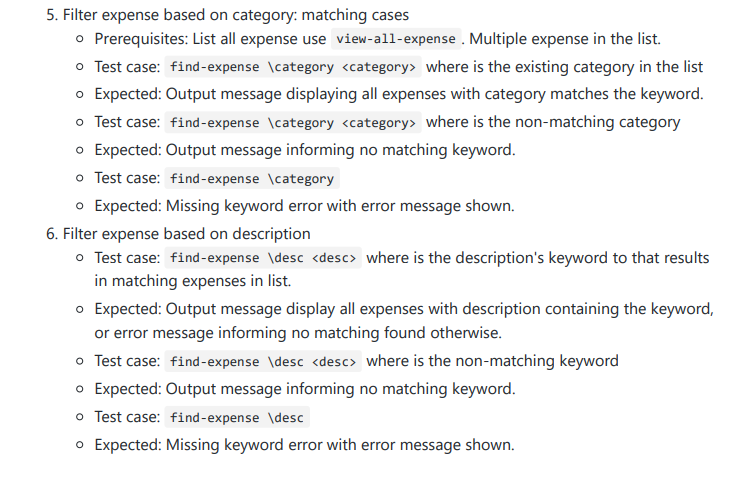 5. Filter expense based on category: matching cases
Prerequisites: List all expense use view-all-expense . Multiple expense in the list.
Test case: find-expense \category <category> where is the existing category in the list
Expected: Output message displaying all expenses with category matches the keyword.
Test case: find-expense \category <category> where is the non-matching category
Expected: Output message informing no matching keyword.
Test case: find-expense \category
Expected: Missing keyword error with error message shown.
6. Filter expense based on description
Test case: find-expense \desc <desc> where is the description's keyword to that results
in matching expenses in list.
Expected: Output message display all expenses with description containing the keyword,
or error message informing no matching found otherwise.
Test case: find-expense \desc <desc> where is the non-matching keyword
Expected: Output message informing no matching keyword.
Test case: find-expense \desc
Expected: Missing keyword error with error message shown.